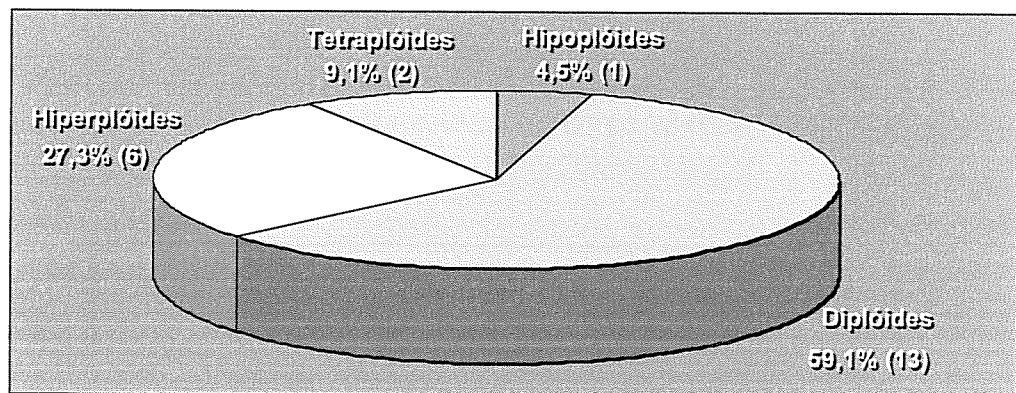 Tetraplóides
9,1% (2)
Hipoplóides
4,5% (1)
Hiperplóides
27,3% (6)
Diplóides
59,1% (13)